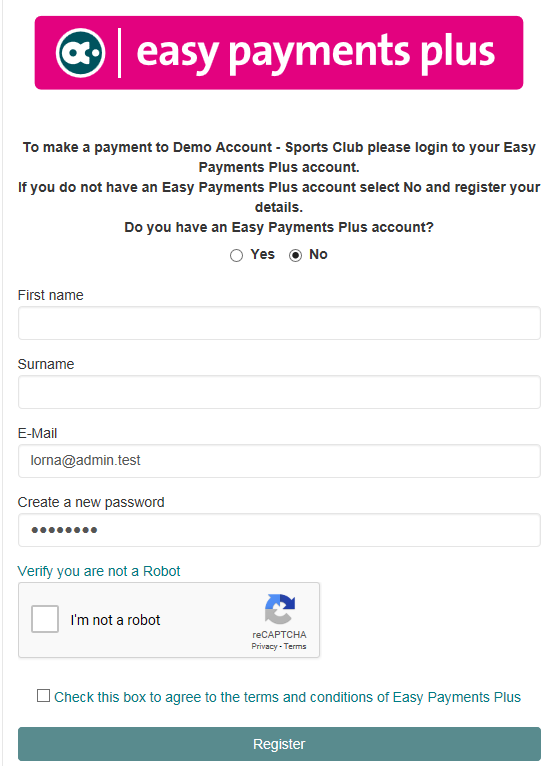 easy payments plus
To make a payment to Demo Account - Sports Club please login to your Easy
Payments Plus account.
If you do not have an Easy Payments Plus account select No and register your
details.
Do you have an Easy Payments Plus account?
Yes No
First name
Surname
E-Mail
lorna@admin.test
Create a new password
••••••••
Verify you are not a Robot
I'm not a robot
reCAPTCHA
Privacy - Terms
Check this box to agree to the terms and conditions of Easy Payments Plus
Register